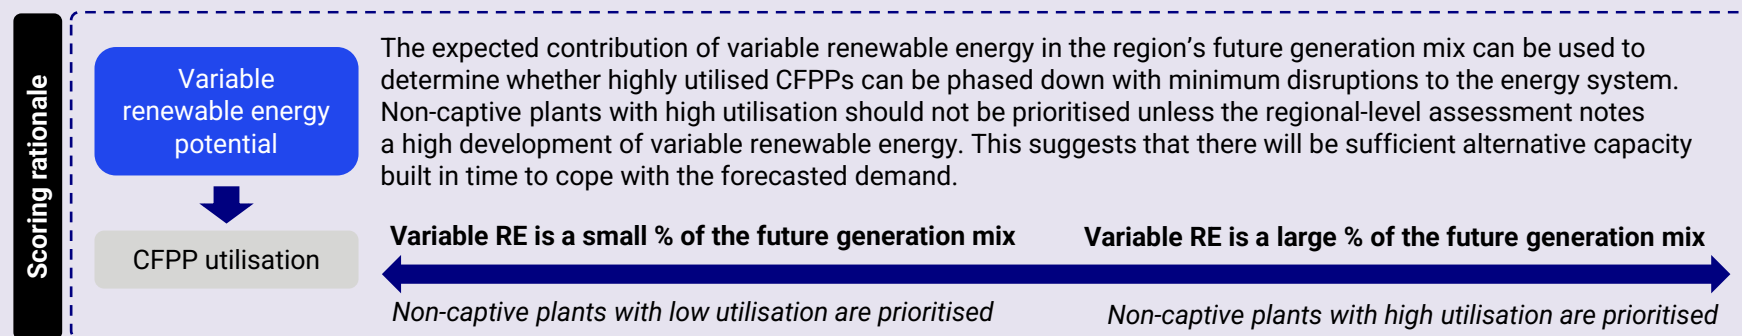 Scoring rationale
Variable
renewable energy
potential
CFPP utilisation
The expected contribution of variable renewable energy in the region’s future generation mix can be used to
determine whether highly utilised CFPPs can be phased down with minimum disruptions to the energy system.
Non-captive plants with high utilisation should not be prioritised unless the regional-level assessment notes
a high development of variable renewable energy. This suggests that there will be sufficient alternative capacity
built in time to cope with the forecasted demand.
Variable RE is a small % of the future generation mix
Variable RE is a large % of the future generation mix
Non-captive plants with low utilisation are prioritised
Non-captive plants with high utilisation are prioritised